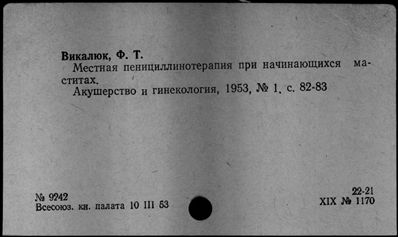 Викалюк, Ф. Т.
Местная пенициллинотерапия при начинающихся ма-
ститах.
Акушерство и гинекология, 1953, № 1, с. 82-83
№ 9242
Всесоюз. кн. палата 10 III 53
22-21
XIX № 1170